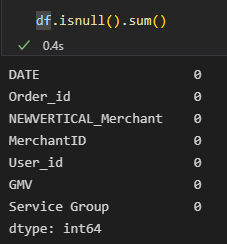 df.isnull().sum()
0.4s
DATE 0
Order_id 0
NEWVERTICAL_Merchant 0
MerchantID 0
User_id 0
GMV 0
Service Group 0
dtype: int64